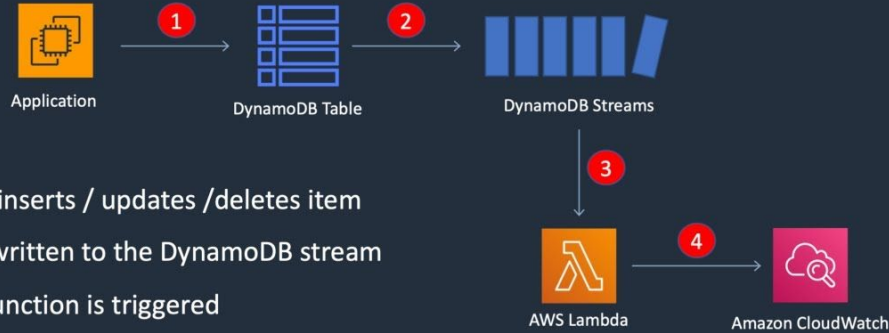 1
2
Application
DynamoDB Table
DynamoDB Streams
3
inserts / updates /deletes item
written to the DynamoDB stream
4
unction is triggered
AWS Lambda
Amazon CloudWatch